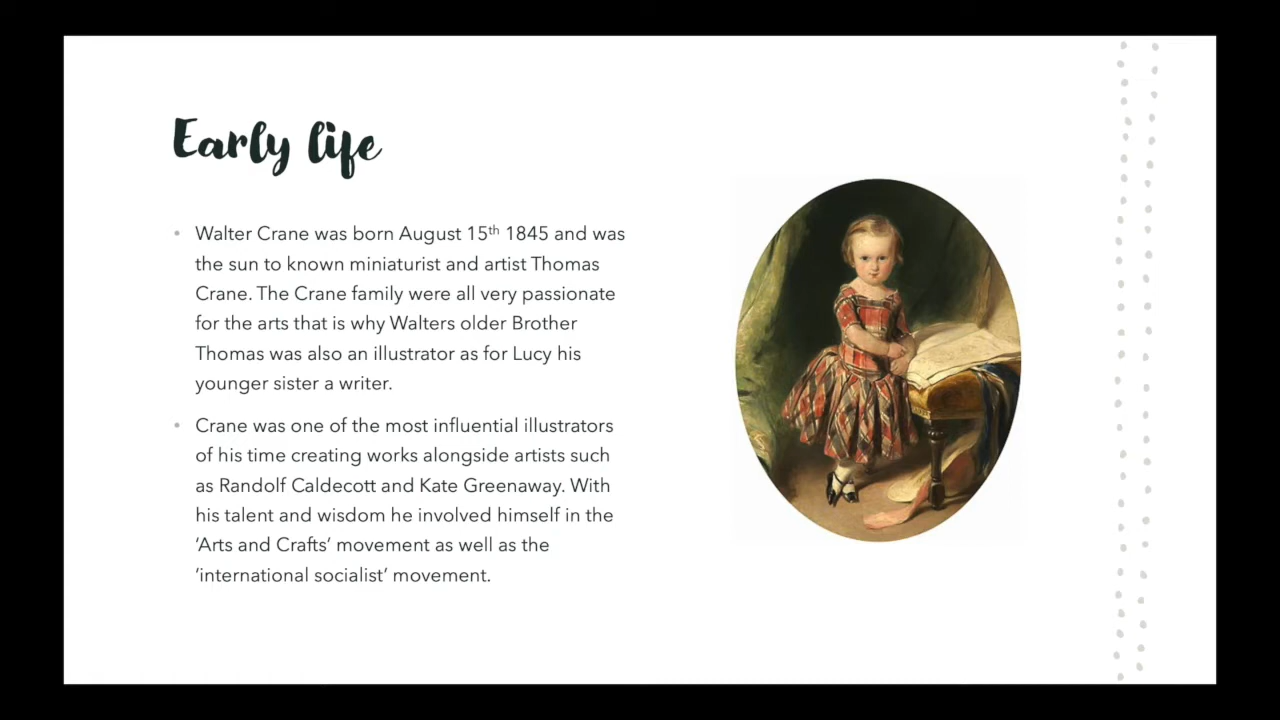 Early life
• Walter Crane was born August 15th 1845 and was
the sun to known miniaturist and artist Thomas
Crane. The Crane family were all very passionate
for the arts that is why Walters older Brother
Thomas was also an illustrator as for Lucy his
younger sister a writer.
• Crane was one of the most influential illustrators
of his time creating works alongside artists such
as Randolf Caldecott and Kate Greenaway. With
his talent and wisdom he involved himself in the
‘Arts and Crafts’ movement as well as the
‘international socialist’ movement.